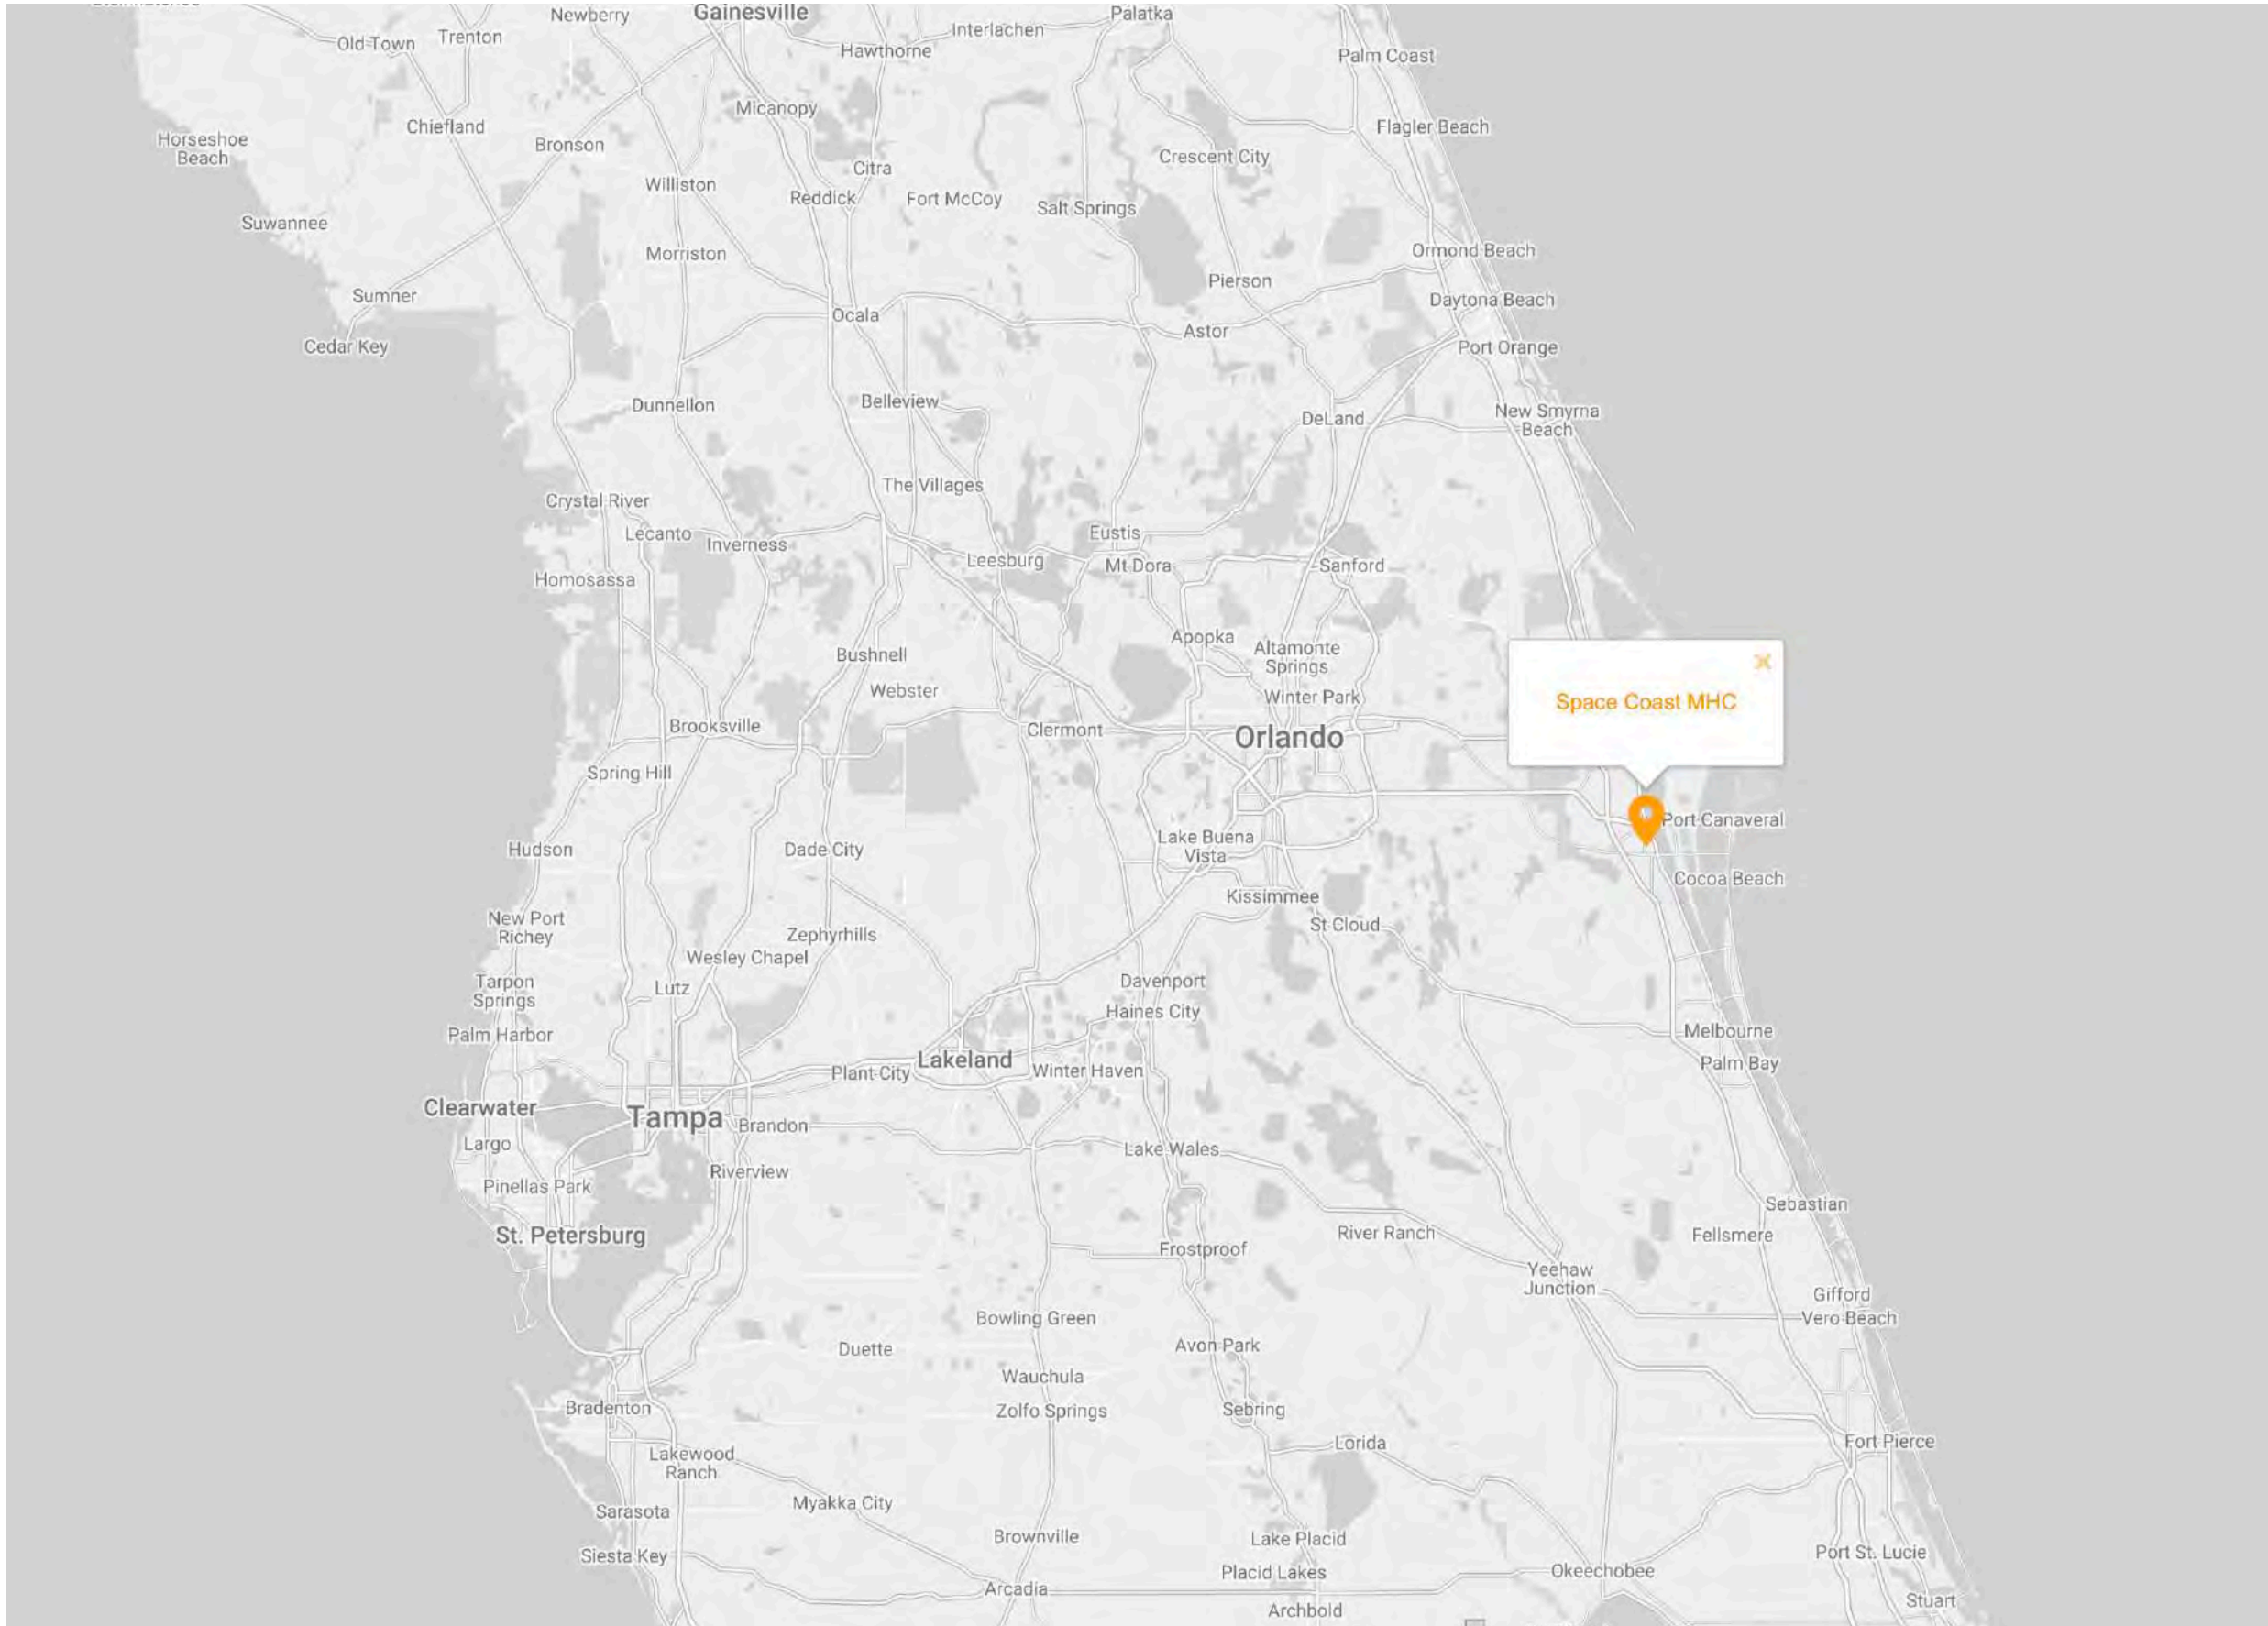 Newberry
Gainesville
Palatka
Old Town
Trenton
Interlachen
Hawthorne
Palm Coast
Micanopy
Chiefland
Flagler Beach
Horseshoe
Beach
Bronson
Crescent City
Citra
Williston
Reddick
Fort McCoy
Salt Springs
Suwannee
Morriston
Ormond Beach
Pierson
Sumner
Daytona Beach
Ocala
Astor
Cedar Key
Port Orange
Dunnellon
Belleview
DeLand
New Smyrna
Beach
The Villages
Crystal River
Lecanto
Inverness
Eustis
Leesburg
Mt Dora
Sanford
Homosassa
Apopka
Altamonte
Springs
Bushnell
Webster
Winter Park
Space Coast MHC
Brooksville
Clermont
Orlando
Spring Hill
Port Canaveral
Hudson
Dade City
Lake Buena
Vista
Cocoa Beach
Kissimmee
New Port
Richey
Zephyrhills
St Cloud
Wesley Chapel
Tarpon
Springs
Lutz
Davenport
Haines City
Palm Harbor
Melbourne
Lakeland
Plant City
Winter Haven
Palm Bay
Clearwater
Tampa
Brandon
Largo
Lake Wales
Riverview
Pinellas Park
Sebastian
St. Petersburg
River Ranch
Fellsmere
Frostproof
Yeehaw
Junction
Gifford
Vero Beach
Bowling Green
Duette
Avon Park
Wauchula
Bradenton
Zolfo Springs
Sebring
Lakewood
Ranch
Lorida
Fort Pierce
Sarasota
Myakka City
Brownville
Lake Placid
Siesta Key
Port St. Lucie
Placid Lakes
Okeechobee
Arcadia
Stuart
Archbold